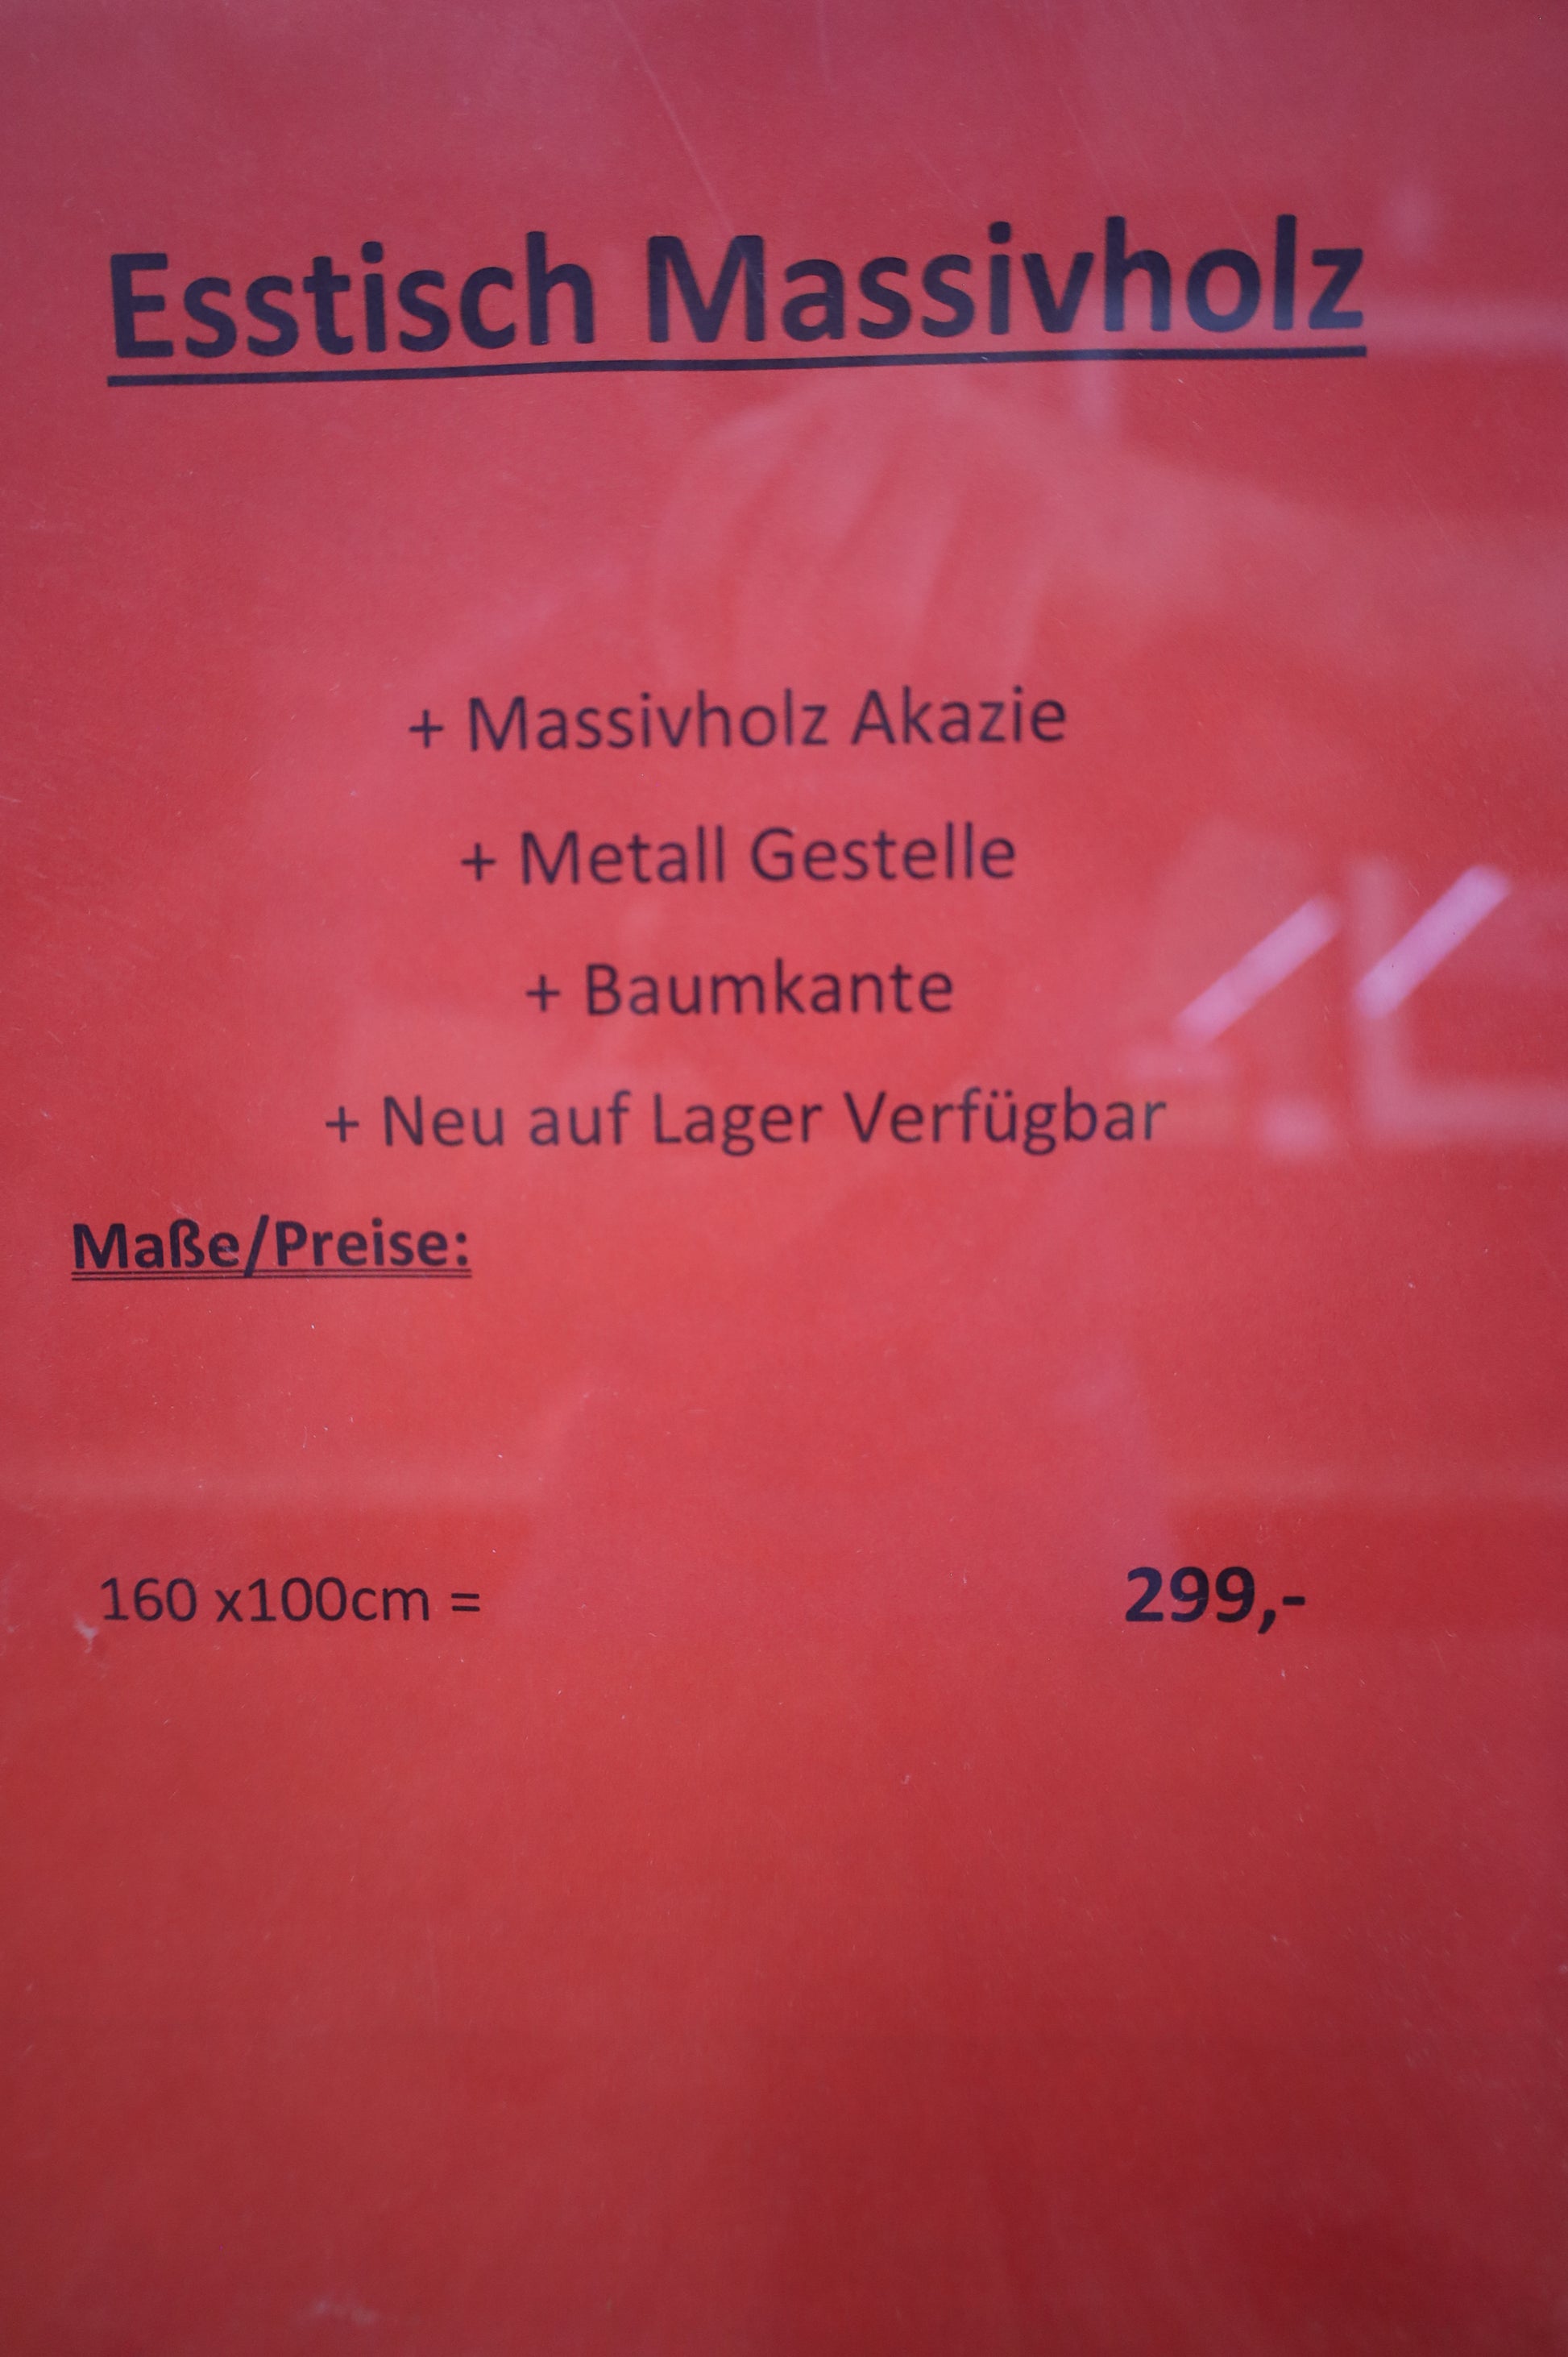 Esstisch Massivholz
+ Massivholz Akazie
+ Metall Gestelle
+ Baumkante
+ Neu auf Lager Verfügbar
Maße/Preise:
160 x100cm = 299,-